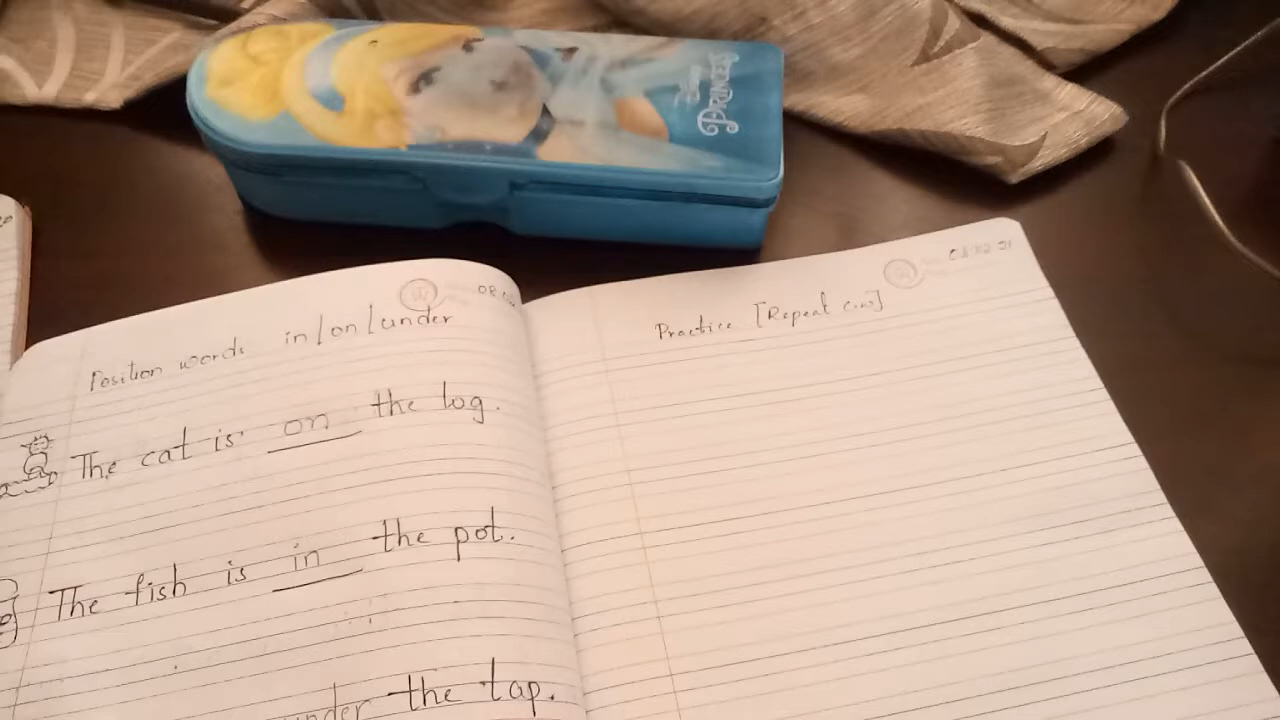 Disney
PRINCESS
Position words in/on/under
The cat is on the log.
The fish is in the pot.
under the tap.
Practice [Repeat c.w]